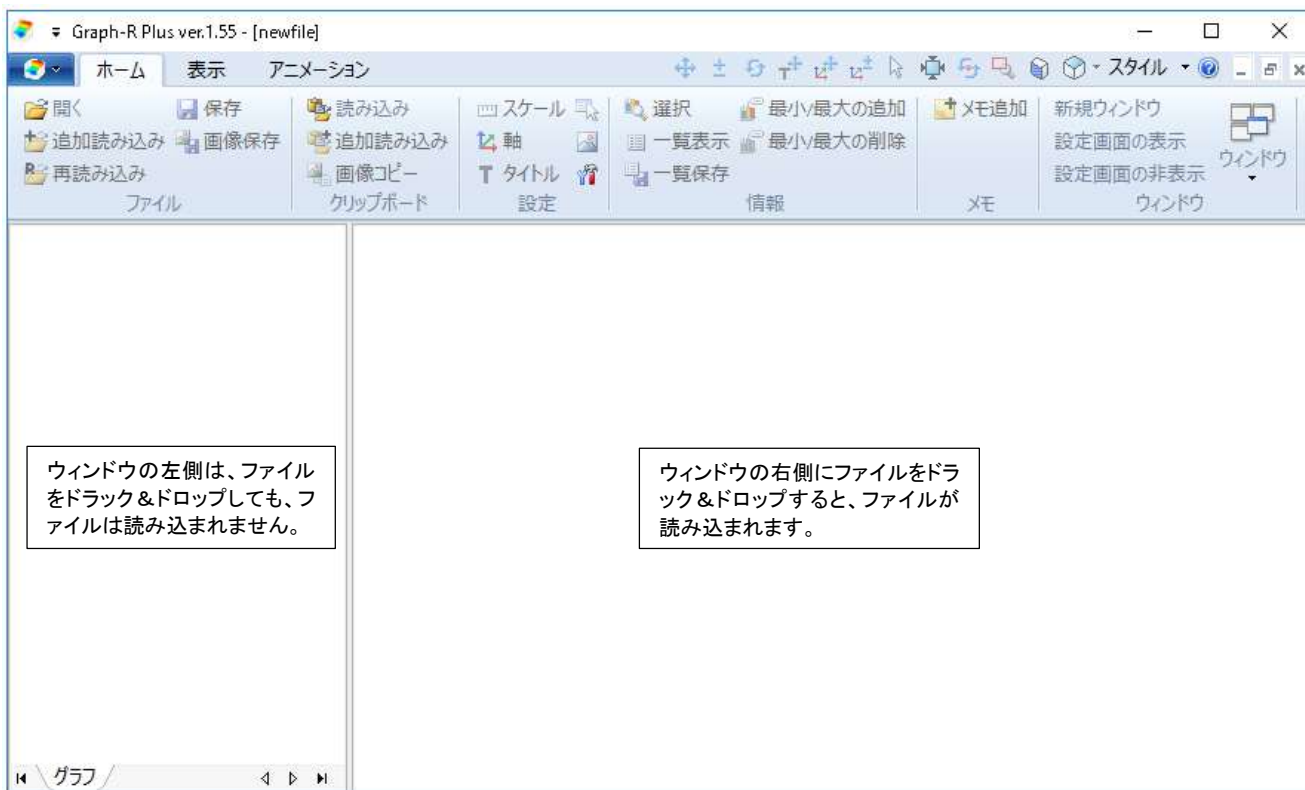 Graph-R Plus ver.1.55 - [newfile]
ホーム 表示 アニメーション スタイル
開く 保存 読み込み スケール 選択 最小/最大の追加 メモ追加 新規ウィンドウ
追加読み込み 画像保存 追加読み込み 軸 一覧表示 最小/最大の削除 設定画面の表示
再読み込み 画像コピー T タイトル 一覧保存 設定画面の非表示
ウィンドウ
ファイル クリップボード 設定 情報 メモ ウィンドウ
ウィンドウの左側は、ファイル
をドラック&ドロップしても、フ
ァイルは読み込まれません。
ウィンドウの右側にファイルをドラ
ック&ドロップすると、ファイルが
読み込まれます。
グラフ